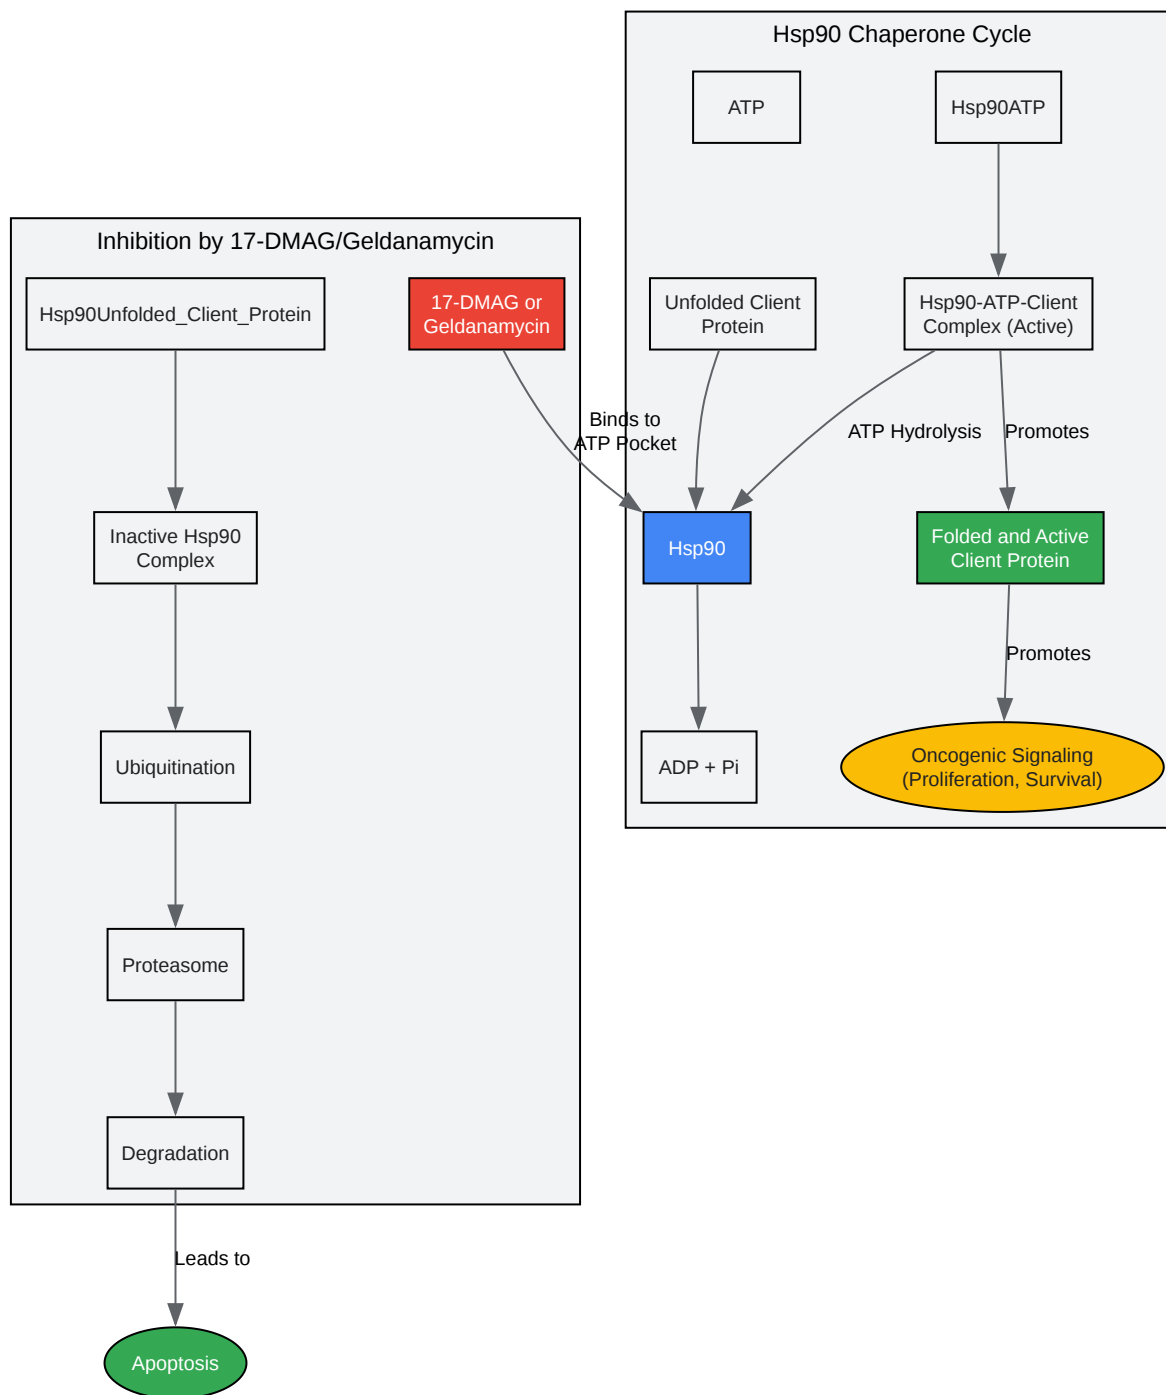 Hsp90 Chaperone Cycle
ATP
Hsp90ATP
Inhibition by 17-DMAG/Geldanamycin
Hsp90Unfolded_Client_Protein
17-DMAG or
Geldanamycin
Unfolded Client
Protein
Hsp90-ATP-Client
Complex (Active)
Binds to
ATP Pocket
ATP Hydrolysis
Promotes
Inactive Hsp90
Complex
Hsp90
Folded and Active
Client Protein
Promotes
Ubiquitination
ADP + Pi
Oncogenic Signaling
(Proliferation, Survival)
Proteasome
Degradation
Leads to
Apoptosis